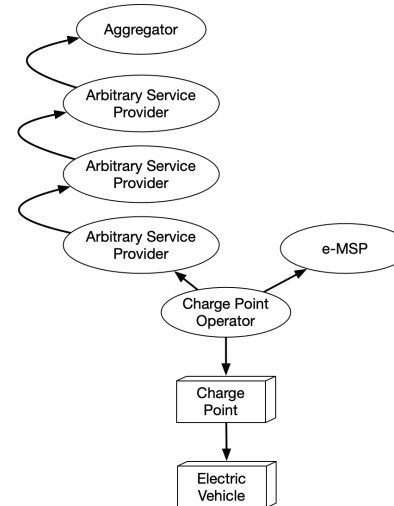 Aggregator
Arbitrary Service
Provider
Arbitrary Service
Provider
Arbitrary Service
Provider
e-MSP
Charge Point
Operator
Charge
Point
Electric
Vehicle